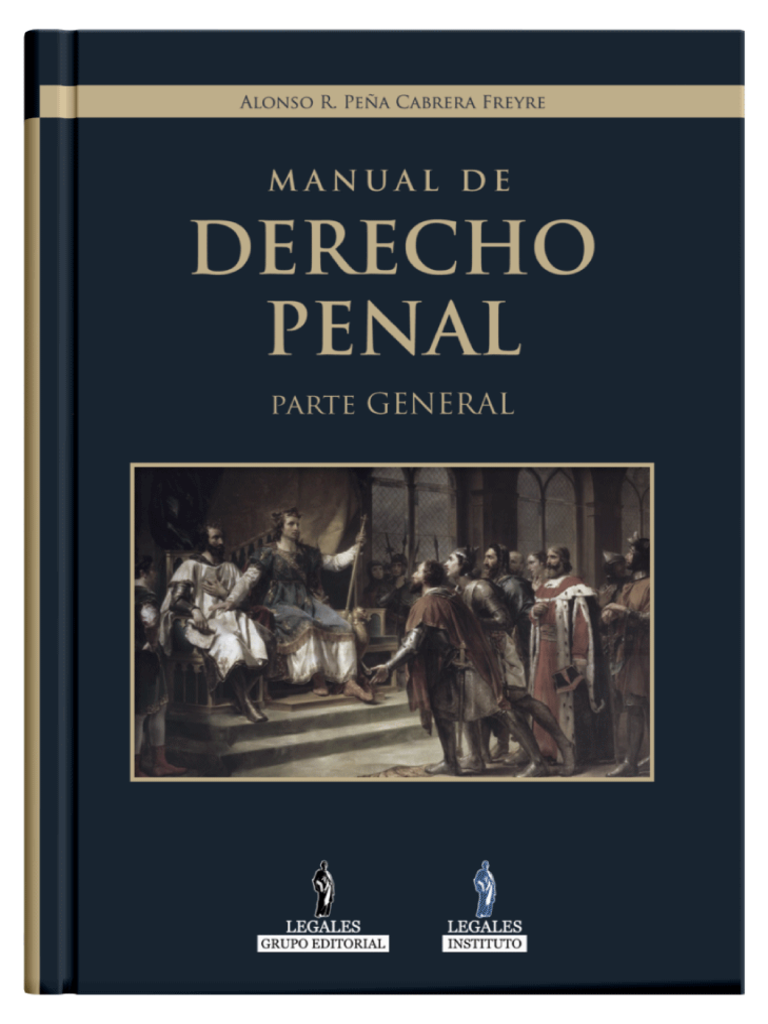 ALONSO R. PEÑA CABRERA FREYRE
MANUAL DE
DERECHO
PENAL
PARTE GENERAL
LEGALES
GRUPO EDITORIAL
LEGALES
INSTITUTO